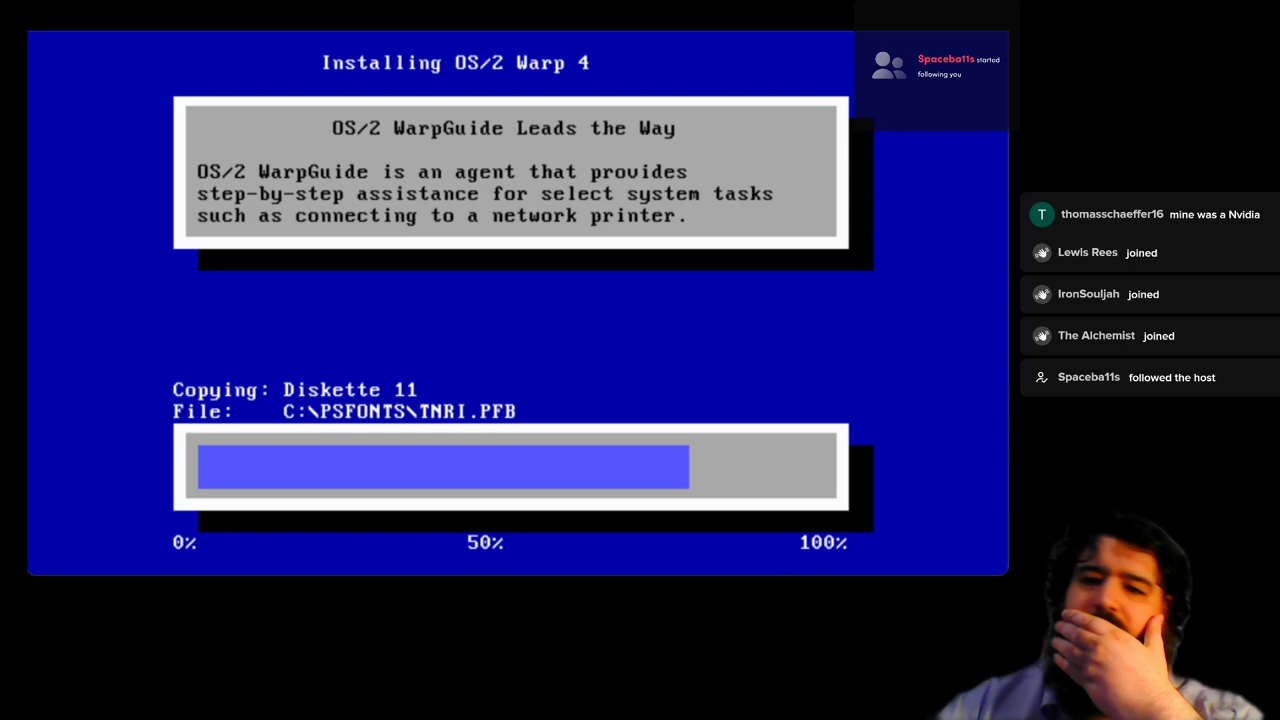 Installing OS/2 Warp 4
Spaceba11s started
following you
OS/2 WarpGuide Leads the Way
OS/2 WarpGuide is an agent that provides
step-by-step assistance for select system tasks
such as connecting to a network printer.
T thomasschaeffer16 mine was a Nvidia
Lewis Rees joined
IronSouljah joined
The Alchemist joined
Spaceba11s followed the host
Copying: Diskette 11
File: C:\PSFONTS\TNRI.PFB
0% 50% 100%